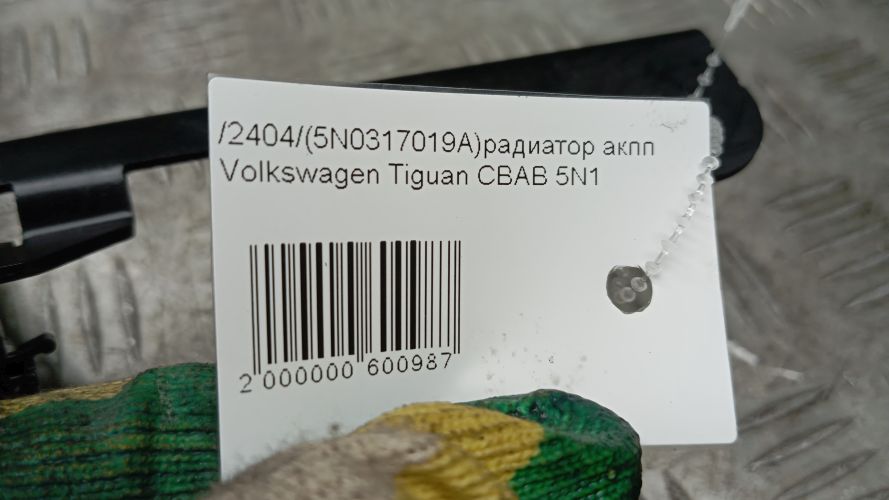 /2404/(5N0317019A)радиатор акпп
Volkswagen Tiguan CBAB 5N1
2 000000 600987